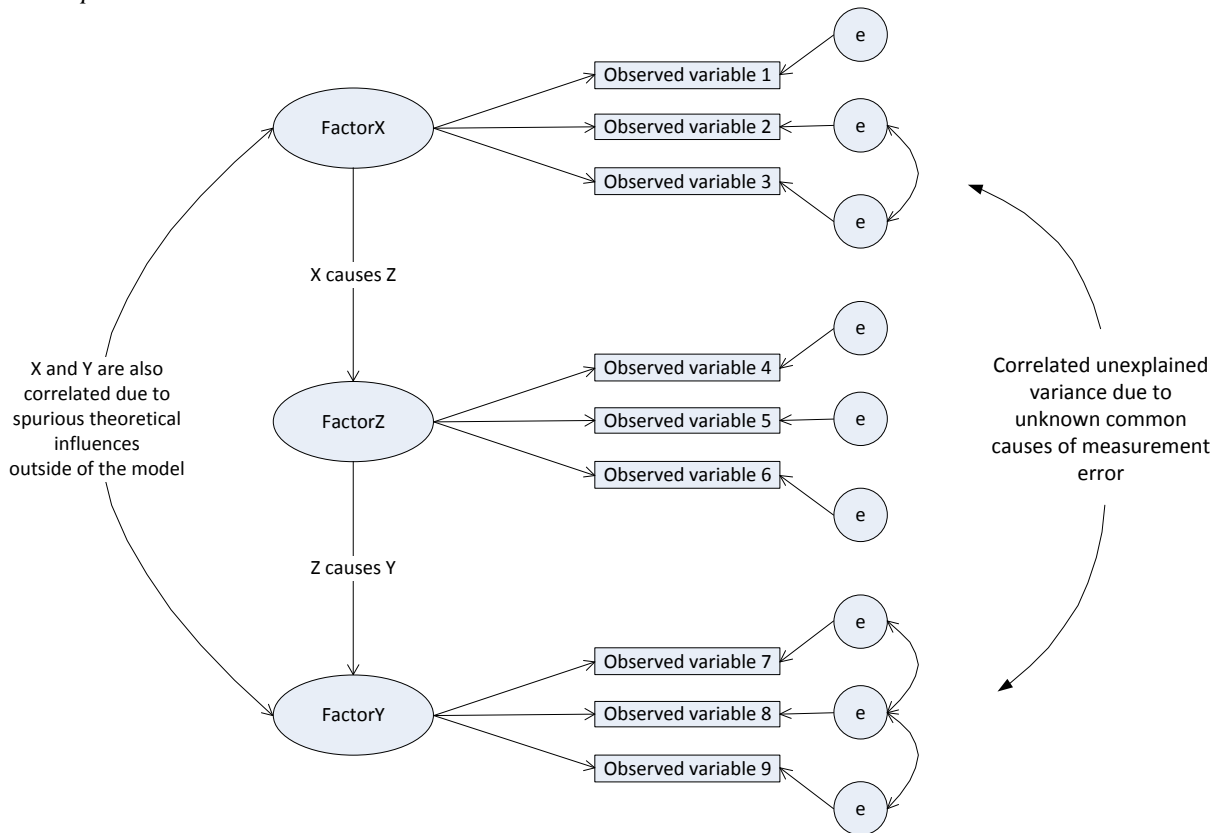 e
Observed variable 1
FactorX
Observed variable 2
e
Observed variable 3
e
X causes Z
e
X and Y are also
correlated due to
spurious theoretical
influences
outside of the model
Observed variable 4
FactorZ
Observed variable 5
e
Observed variable 6
e
Correlated unexplained
variance due to
unknown common
causes of measurement
error
Z causes Y
e
Observed variable 7
FactorY
Observed variable 8
e
Observed variable 9
e